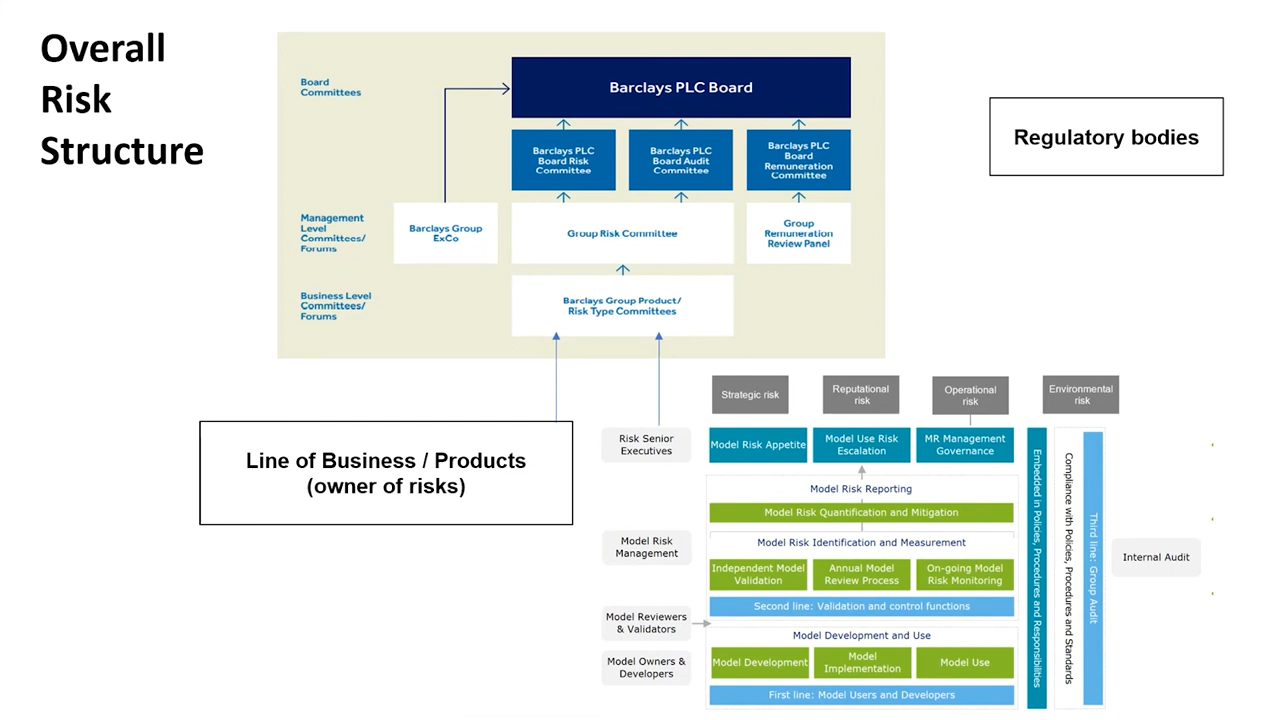 Overall
Risk
Structure
Board
Committees
Barclays PLC Board
Barclays PLC
Board Risk
Committee
Barclays PLC
Board Audit
Committee
Barclays PLC
Board
Remuneration
Committee
Regulatory bodies
Management
Level
Committees/
Forums
Barclays Group
ExCo
Group Risk Committee
Group
Remuneration
Review Panel
Business Level
Committees/
Forums
Barclays Group Product/
Risk Type Committees
Line of Business / Products
(owner of risks)
Strategic risk
Reputational
risk
Operational
risk
Environmental
risk
Risk Senior
Executives
Model Risk Appetite
Model Use Risk
Escalation
MR Management
Governance
Model Risk Reporting
Model Risk Quantification and Mitigation
Model Risk
Management
Model Risk Identification and Measurement
Independent Model
Validation
Annual Model
Review Process
On-going Model
Risk Monitoring
Second line: Validation and control functions
Model Reviewers
& Validators
Model Development and Use
Model Owners &
Developers
Model Development
Model
Implementation
Model Use
First line: Model Users and Developers
Embedded in Policies, Procedures and Responsibilities
Compliance with Policies, Procedures and Standards
Third line: Group Audit
Internal Audit